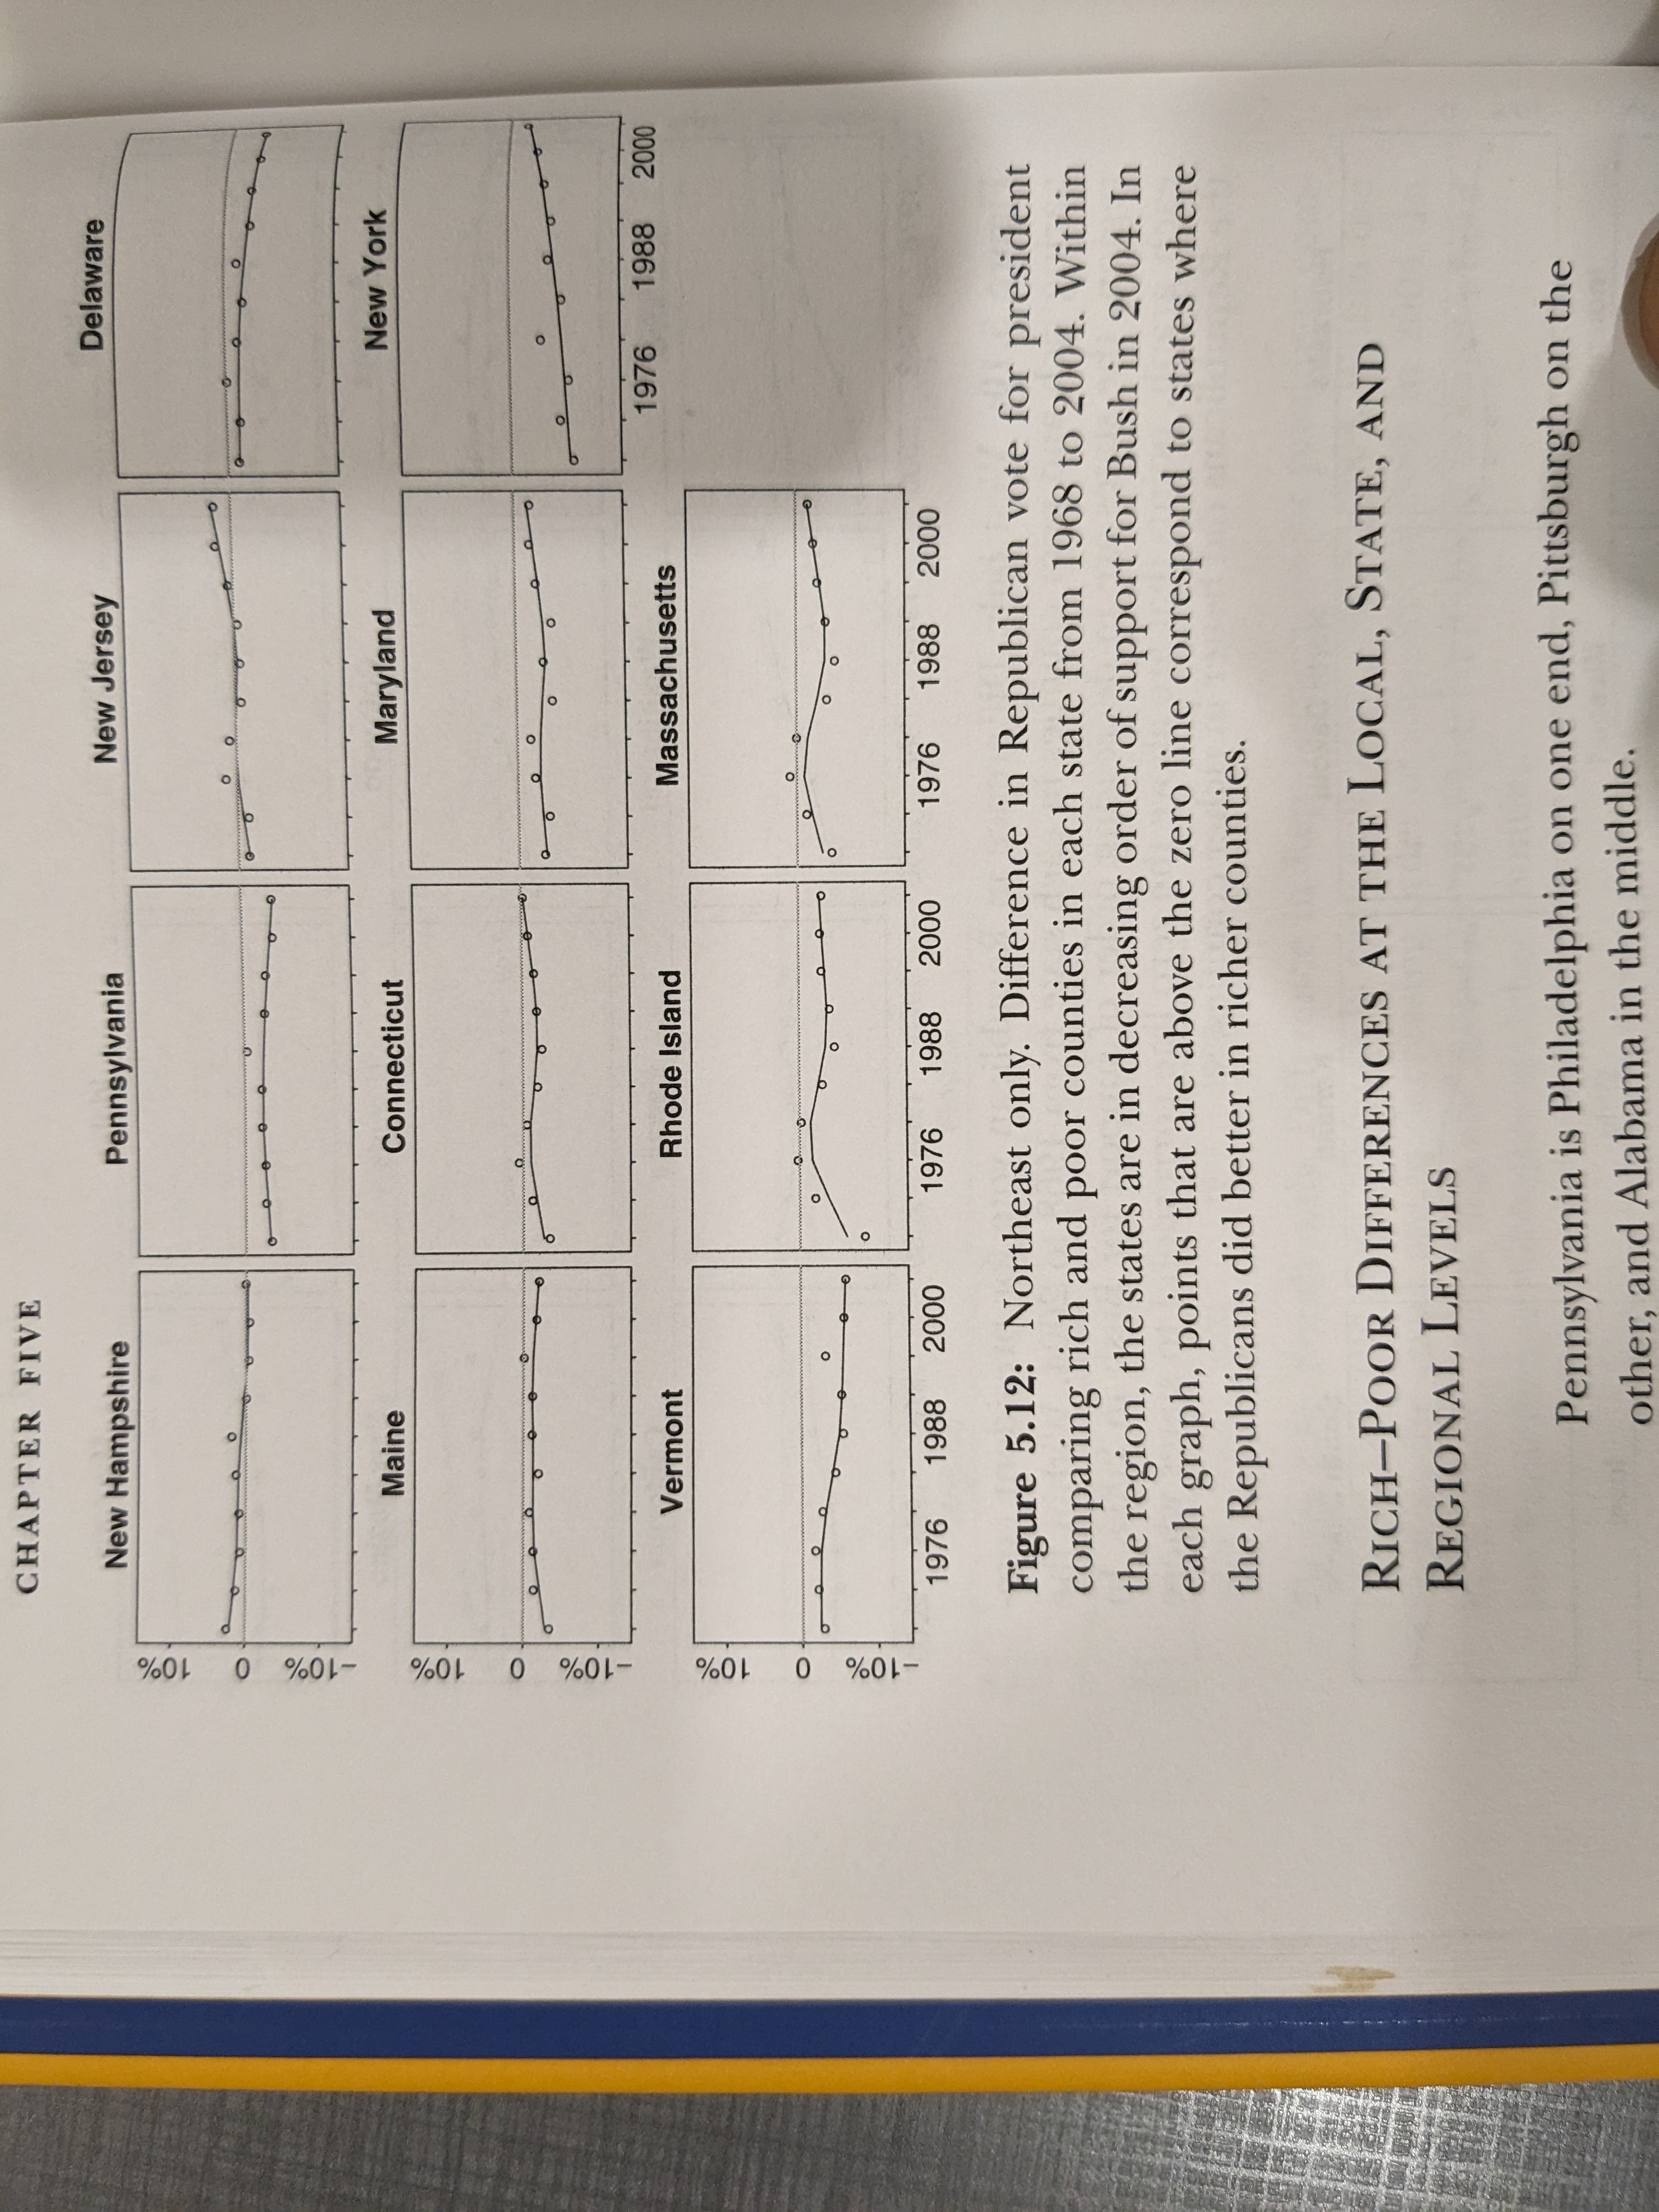 CHAPTER FIVE
New Hampshire Pennsylvania New Jersey Delaware
10%
0
−10%
Maine Connecticut Maryland New York
10%
0
−10%
1976 1988 2000
Vermont Rhode Island Massachusetts
10%
0
−10%
1976 1988 2000 1976 1988 2000 1976 1988 2000
Figure 5.12: Northeast only. Difference in Republican vote for president
comparing rich and poor counties in each state from 1968 to 2004. Within
the region, the states are in decreasing order of support for Bush in 2004. In
each graph, points that are above the zero line correspond to states where
the Republicans did better in richer counties.
RICH–POOR DIFFERENCES AT THE LOCAL, STATE, AND
REGIONAL LEVELS
Pennsylvania is Philadelphia on one end, Pittsburgh on the
other, and Alabama in the middle.